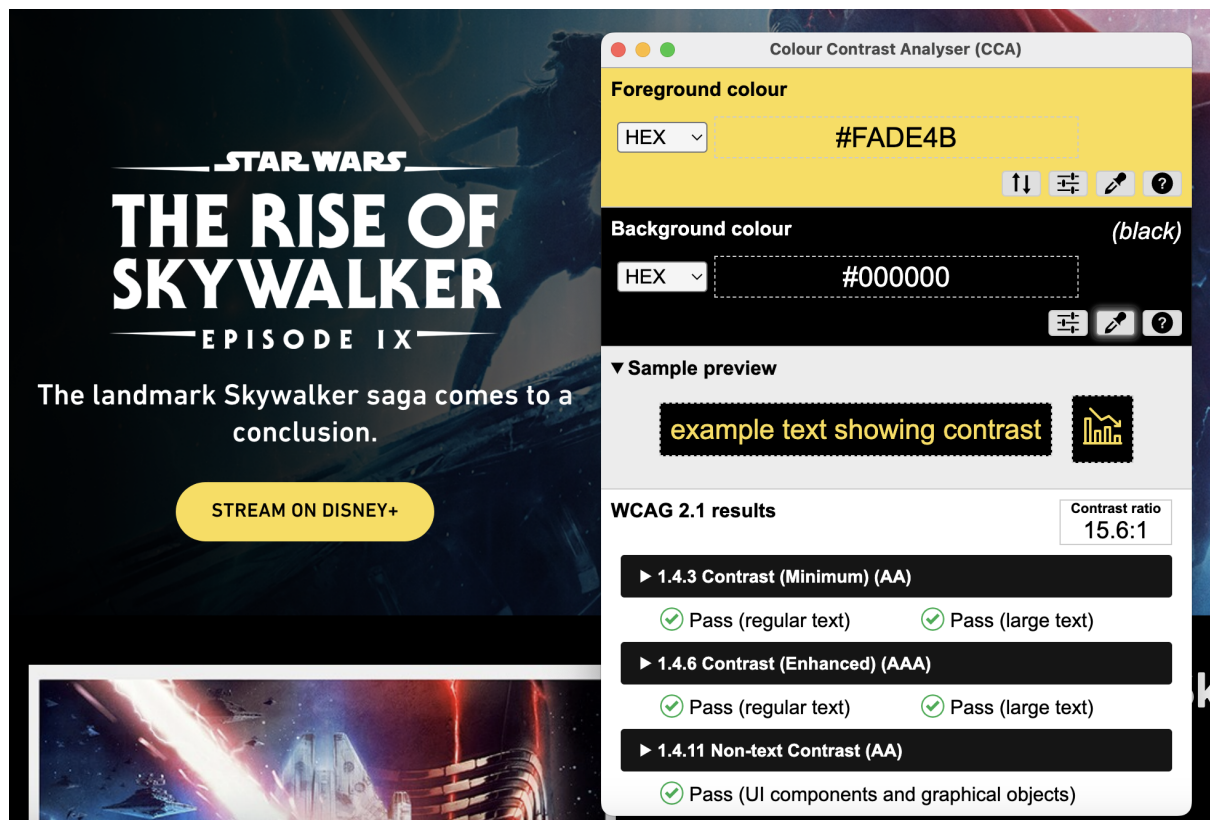 STAR WARS
THE RISE OF
SKYWALKER
EPISODE IX
The landmark Skywalker saga comes to a
conclusion.
STREAM ON DISNEY+
Colour Contrast Analyser (CCA)
Foreground colour
HEX
#FADE4B
?
Background colour
(black)
HEX
#000000
?
Sample preview
example text showing contrast
WCAG 2.1 results
Contrast ratio
15.6:1
1.4.3 Contrast (Minimum) (AA)
Pass (regular text) Pass (large text)
1.4.6 Contrast (Enhanced) (AAA)
Pass (regular text) Pass (large text)
1.4.11 Non-text Contrast (AA)
Pass (UI components and graphical objects)